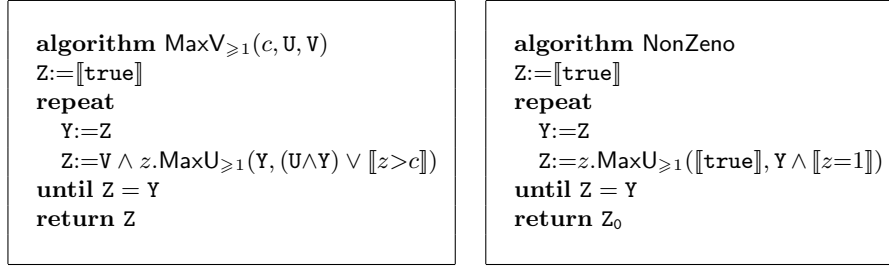 algorithm MaxV⩾1(c, U, V)
Z:=⟦true⟧
repeat
Y:=Z
Z:=V ∧ z.MaxU⩾1(Y, (U∧Y) ∨ ⟦z>c⟧)
until Z = Y
return Z
algorithm NonZeno
Z:=⟦true⟧
repeat
Y:=Z
Z:=z.MaxU⩾1(⟦true⟧, Y ∧ ⟦z=1⟧)
until Z = Y
return Z₀